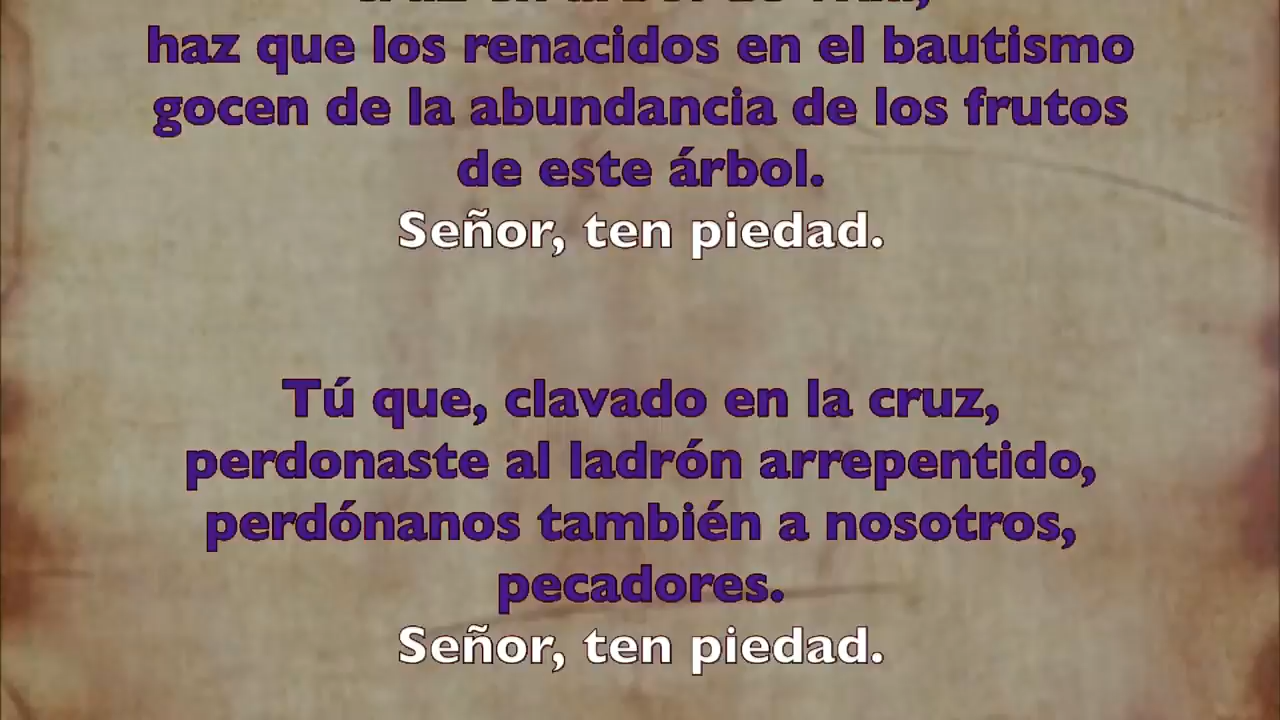 haz que los renacidos en el bautismo
gocen de la abundancia de los frutos
de este árbol.
Señor, ten piedad.
Tú que, clavado en la cruz,
perdonaste al ladrón arrepentido,
perdónanos también a nosotros,
pecadores.
Señor, ten piedad.